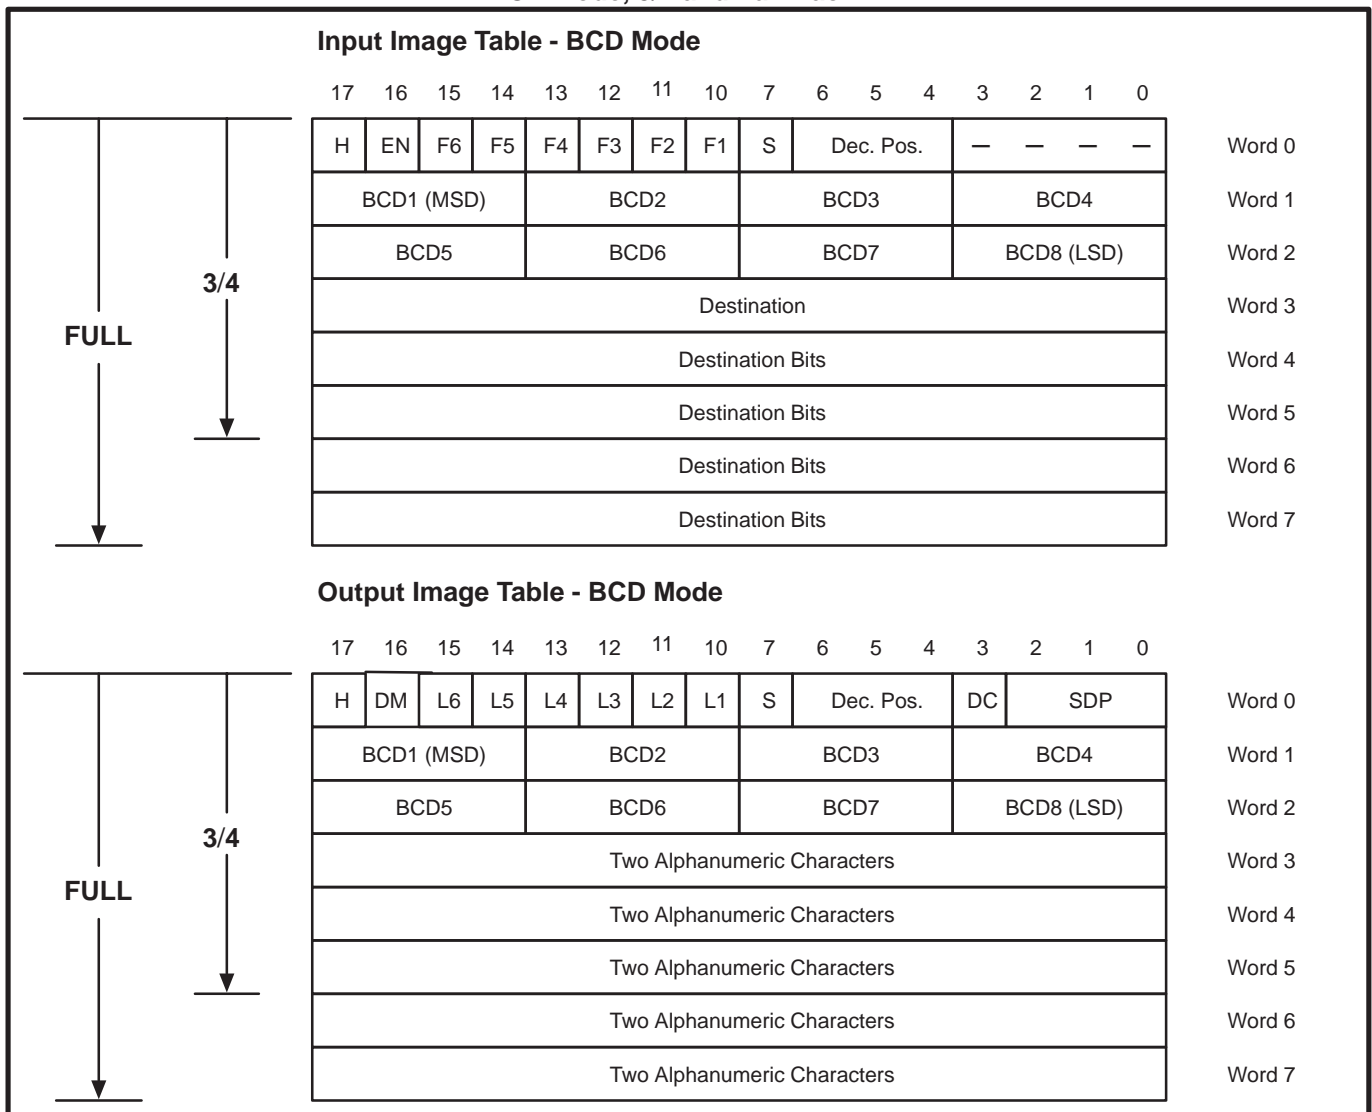 Input Image Table - BCD Mode
17 16 15 14 13 12 11 10 7 6 5 4 3 2 1 0
H EN F6 F5 F4 F3 F2 F1 S Dec. Pos. — — — — Word 0
BCD1 (MSD) BCD2 BCD3 BCD4 Word 1
BCD5 BCD6 BCD7 BCD8 (LSD) Word 2
3/4
Destination Word 3
FULL
Destination Bits Word 4
Destination Bits Word 5
Destination Bits Word 6
Destination Bits Word 7
Output Image Table - BCD Mode
17 16 15 14 13 12 11 10 7 6 5 4 3 2 1 0
H DM L6 L5 L4 L3 L2 L1 S Dec. Pos. DC SDP Word 0
BCD1 (MSD) BCD2 BCD3 BCD4 Word 1
BCD5 BCD6 BCD7 BCD8 (LSD) Word 2
3/4
Two Alphanumeric Characters Word 3
FULL
Two Alphanumeric Characters Word 4
Two Alphanumeric Characters Word 5
Two Alphanumeric Characters Word 6
Two Alphanumeric Characters Word 7